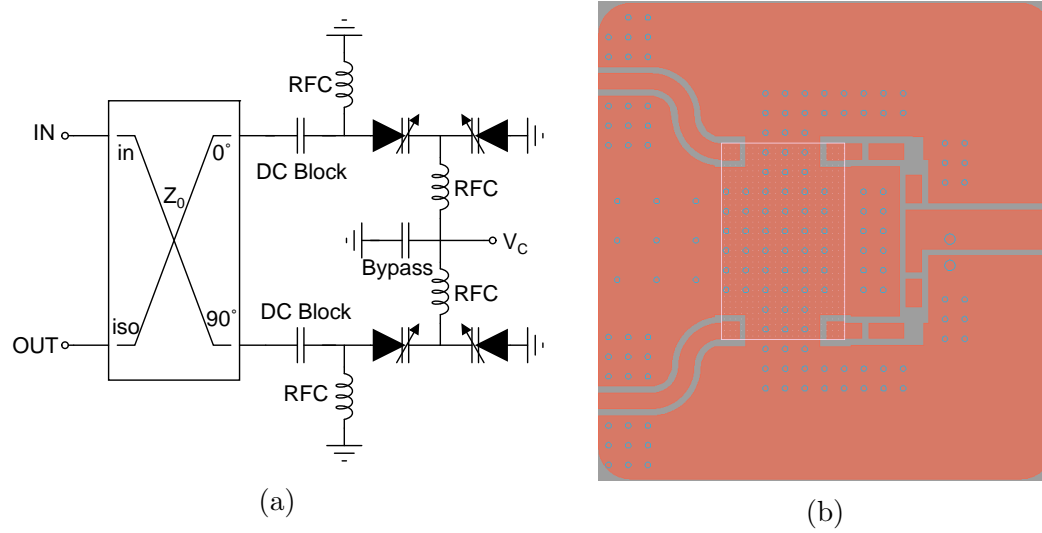 RFC
IN
in
0°
DC Block
RFC
Z0
VC
Bypass
DC Block
RFC
iso
90°
OUT
RFC
(a)
(b)